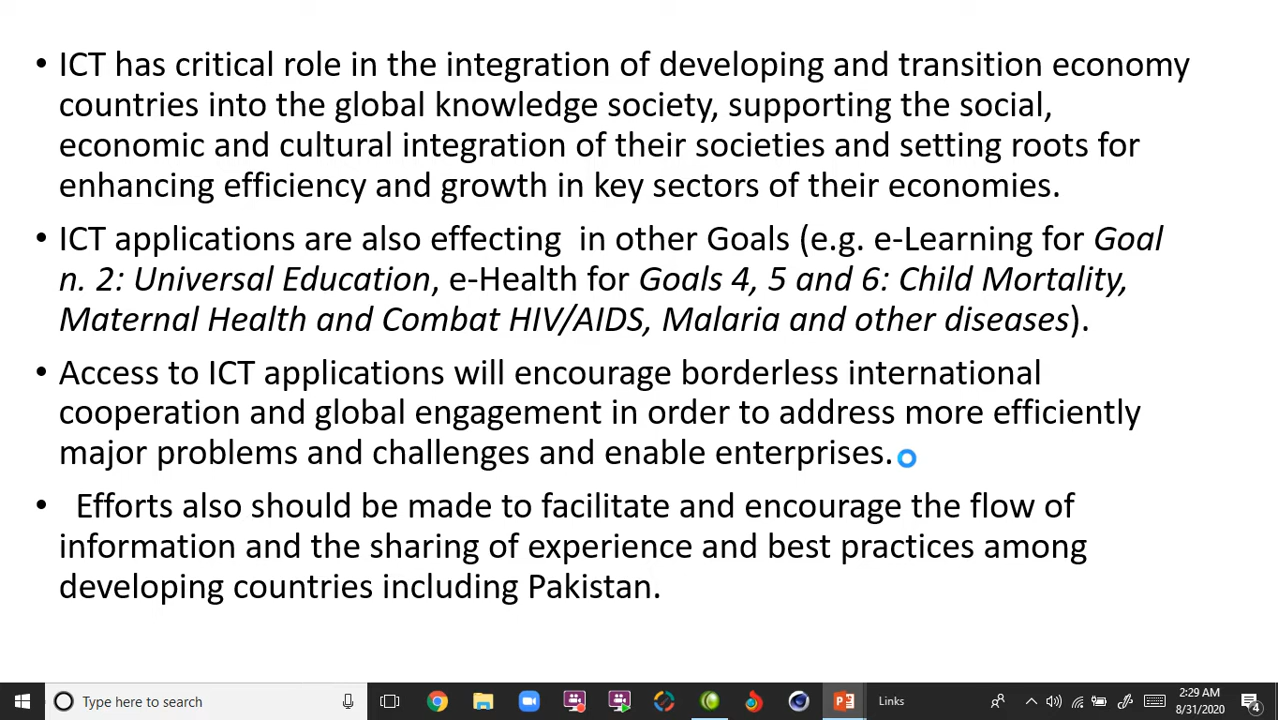 • ICT has critical role in the integration of developing and transition economy
countries into the global knowledge society, supporting the social,
economic and cultural integration of their societies and setting roots for
enhancing efficiency and growth in key sectors of their economies.
• ICT applications are also effecting  in other Goals (e.g. e-Learning for Goal
n. 2: Universal Education, e-Health for Goals 4, 5 and 6: Child Mortality,
Maternal Health and Combat HIV/AIDS, Malaria and other diseases).
• Access to ICT applications will encourage borderless international
cooperation and global engagement in order to address more efficiently
major problems and challenges and enable enterprises.
•   Efforts also should be made to facilitate and encourage the flow of
information and the sharing of experience and best practices among
developing countries including Pakistan.
Type here to search
Links
2:29 AM
8/31/2020
4